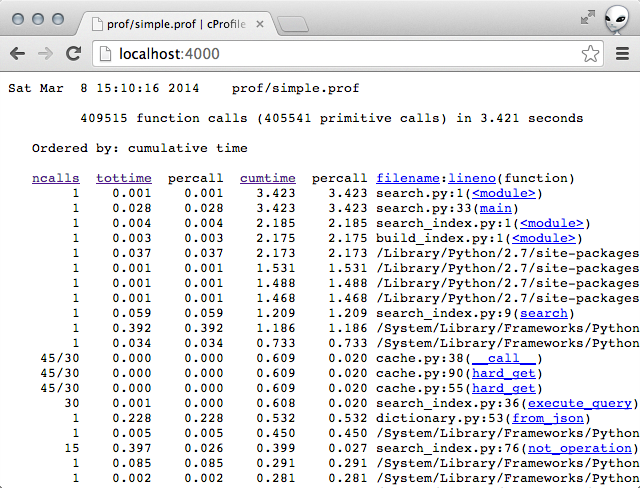 prof/simple.prof | cProfile
localhost:4000
Sat Mar 8 15:10:16 2014 prof/simple.prof
409515 function calls (405541 primitive calls) in 3.421 seconds
Ordered by: cumulative time
ncalls tottime percall cumtime percall filename:lineno(function)
1 0.001 0.001 3.423 3.423 search.py:1(<module>)
1 0.028 0.028 3.423 3.423 search.py:33(main)
1 0.004 0.004 2.185 2.185 search_index.py:1(<module>)
1 0.003 0.003 2.175 2.175 build_index.py:1(<module>)
1 0.037 0.037 2.173 2.173 /Library/Python/2.7/site-packages
1 0.001 0.001 1.531 1.531 /Library/Python/2.7/site-packages
1 0.001 0.001 1.488 1.488 /Library/Python/2.7/site-packages
1 0.001 0.001 1.468 1.468 /Library/Python/2.7/site-packages
1 0.059 0.059 1.209 1.209 search_index.py:9(search)
1 0.392 0.392 1.186 1.186 /System/Library/Frameworks/Python
1 0.034 0.034 0.733 0.733 /System/Library/Frameworks/Python
45/30 0.000 0.000 0.609 0.020 cache.py:38(__call__)
45/30 0.000 0.000 0.609 0.020 cache.py:90(hard_get)
45/30 0.000 0.000 0.609 0.020 cache.py:55(hard_get)
30 0.001 0.000 0.608 0.020 search_index.py:36(execute_query)
1 0.228 0.228 0.532 0.532 dictionary.py:53(from_json)
1 0.005 0.005 0.450 0.450 /System/Library/Frameworks/Python
15 0.397 0.026 0.399 0.027 search_index.py:76(not_operation)
1 0.085 0.085 0.291 0.291 /System/Library/Frameworks/Python
1 0.002 0.002 0.281 0.281 /System/Library/Frameworks/Python